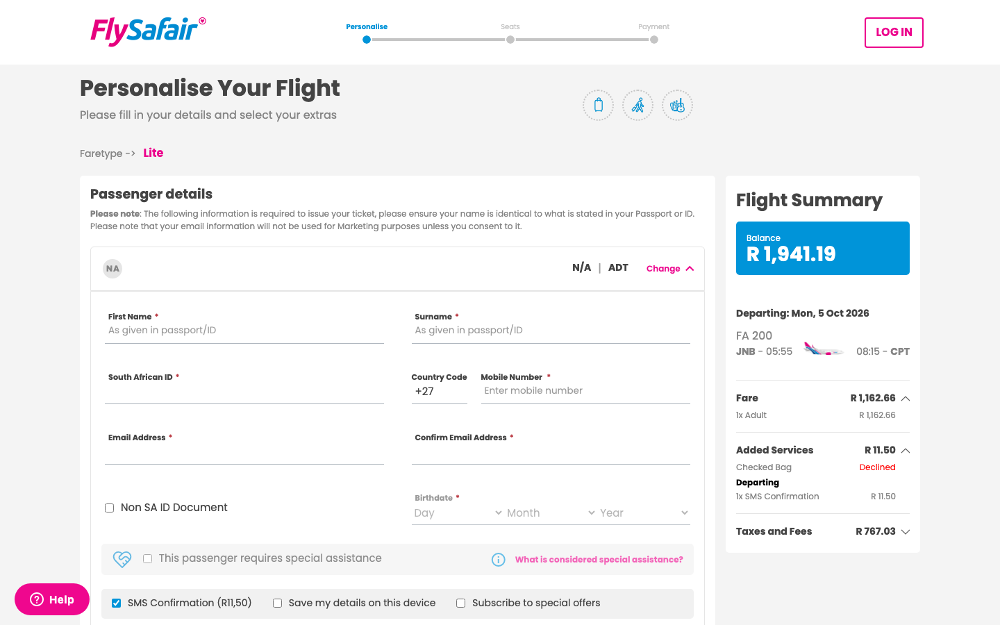 FlySafair
Personalise
Seats
Payment
LOG IN
Personalise Your Flight
Please fill in your details and select your extras
Faretype -> Lite
Passenger details
Please note: The following information is required to issue your ticket, please ensure your name is identical to what is stated in your Passport or ID.
Please note that your email information will not be used for Marketing purposes unless you consent to it.
NA
N/A | ADT
Change
First Name *
As given in passport/ID
Surname *
As given in passport/ID
South African ID *
Country Code
+27
Mobile Number *
Enter mobile number
Email Address *
Confirm Email Address *
Non SA ID Document
Birthdate *
Day
Month
Year
This passenger requires special assistance
What is considered special assistance?
SMS Confirmation (R11,50)
Save my details on this device
Subscribe to special offers
Help
Flight Summary
Balance
R 1,941.19
Departing: Mon, 5 Oct 2026
FA 200
JNB - 05:55
08:15 - CPT
Fare R 1,162.66
1x Adult R 1,162.66
Added Services R 11.50
Checked Bag Declined
Departing
1x SMS Confirmation R 11.50
Taxes and Fees R 767.03